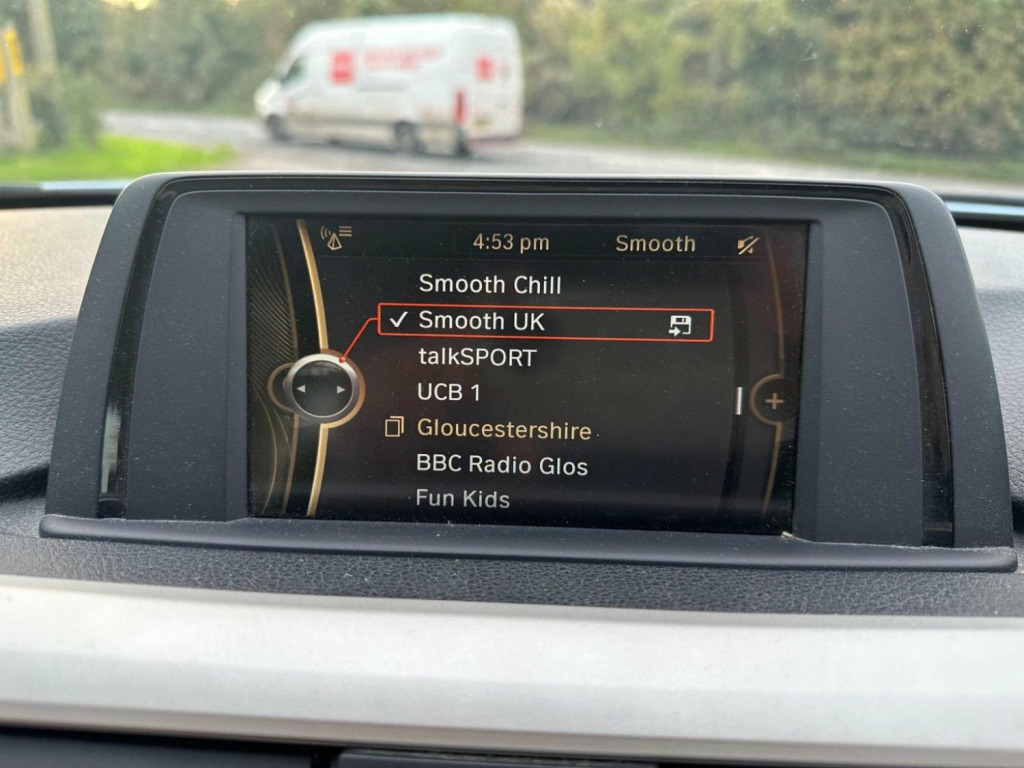 4:53 pm Smooth
Smooth Chill
Smooth UK
talkSPORT
UCB 1
Gloucestershire
BBC Radio Glos
Fun Kids